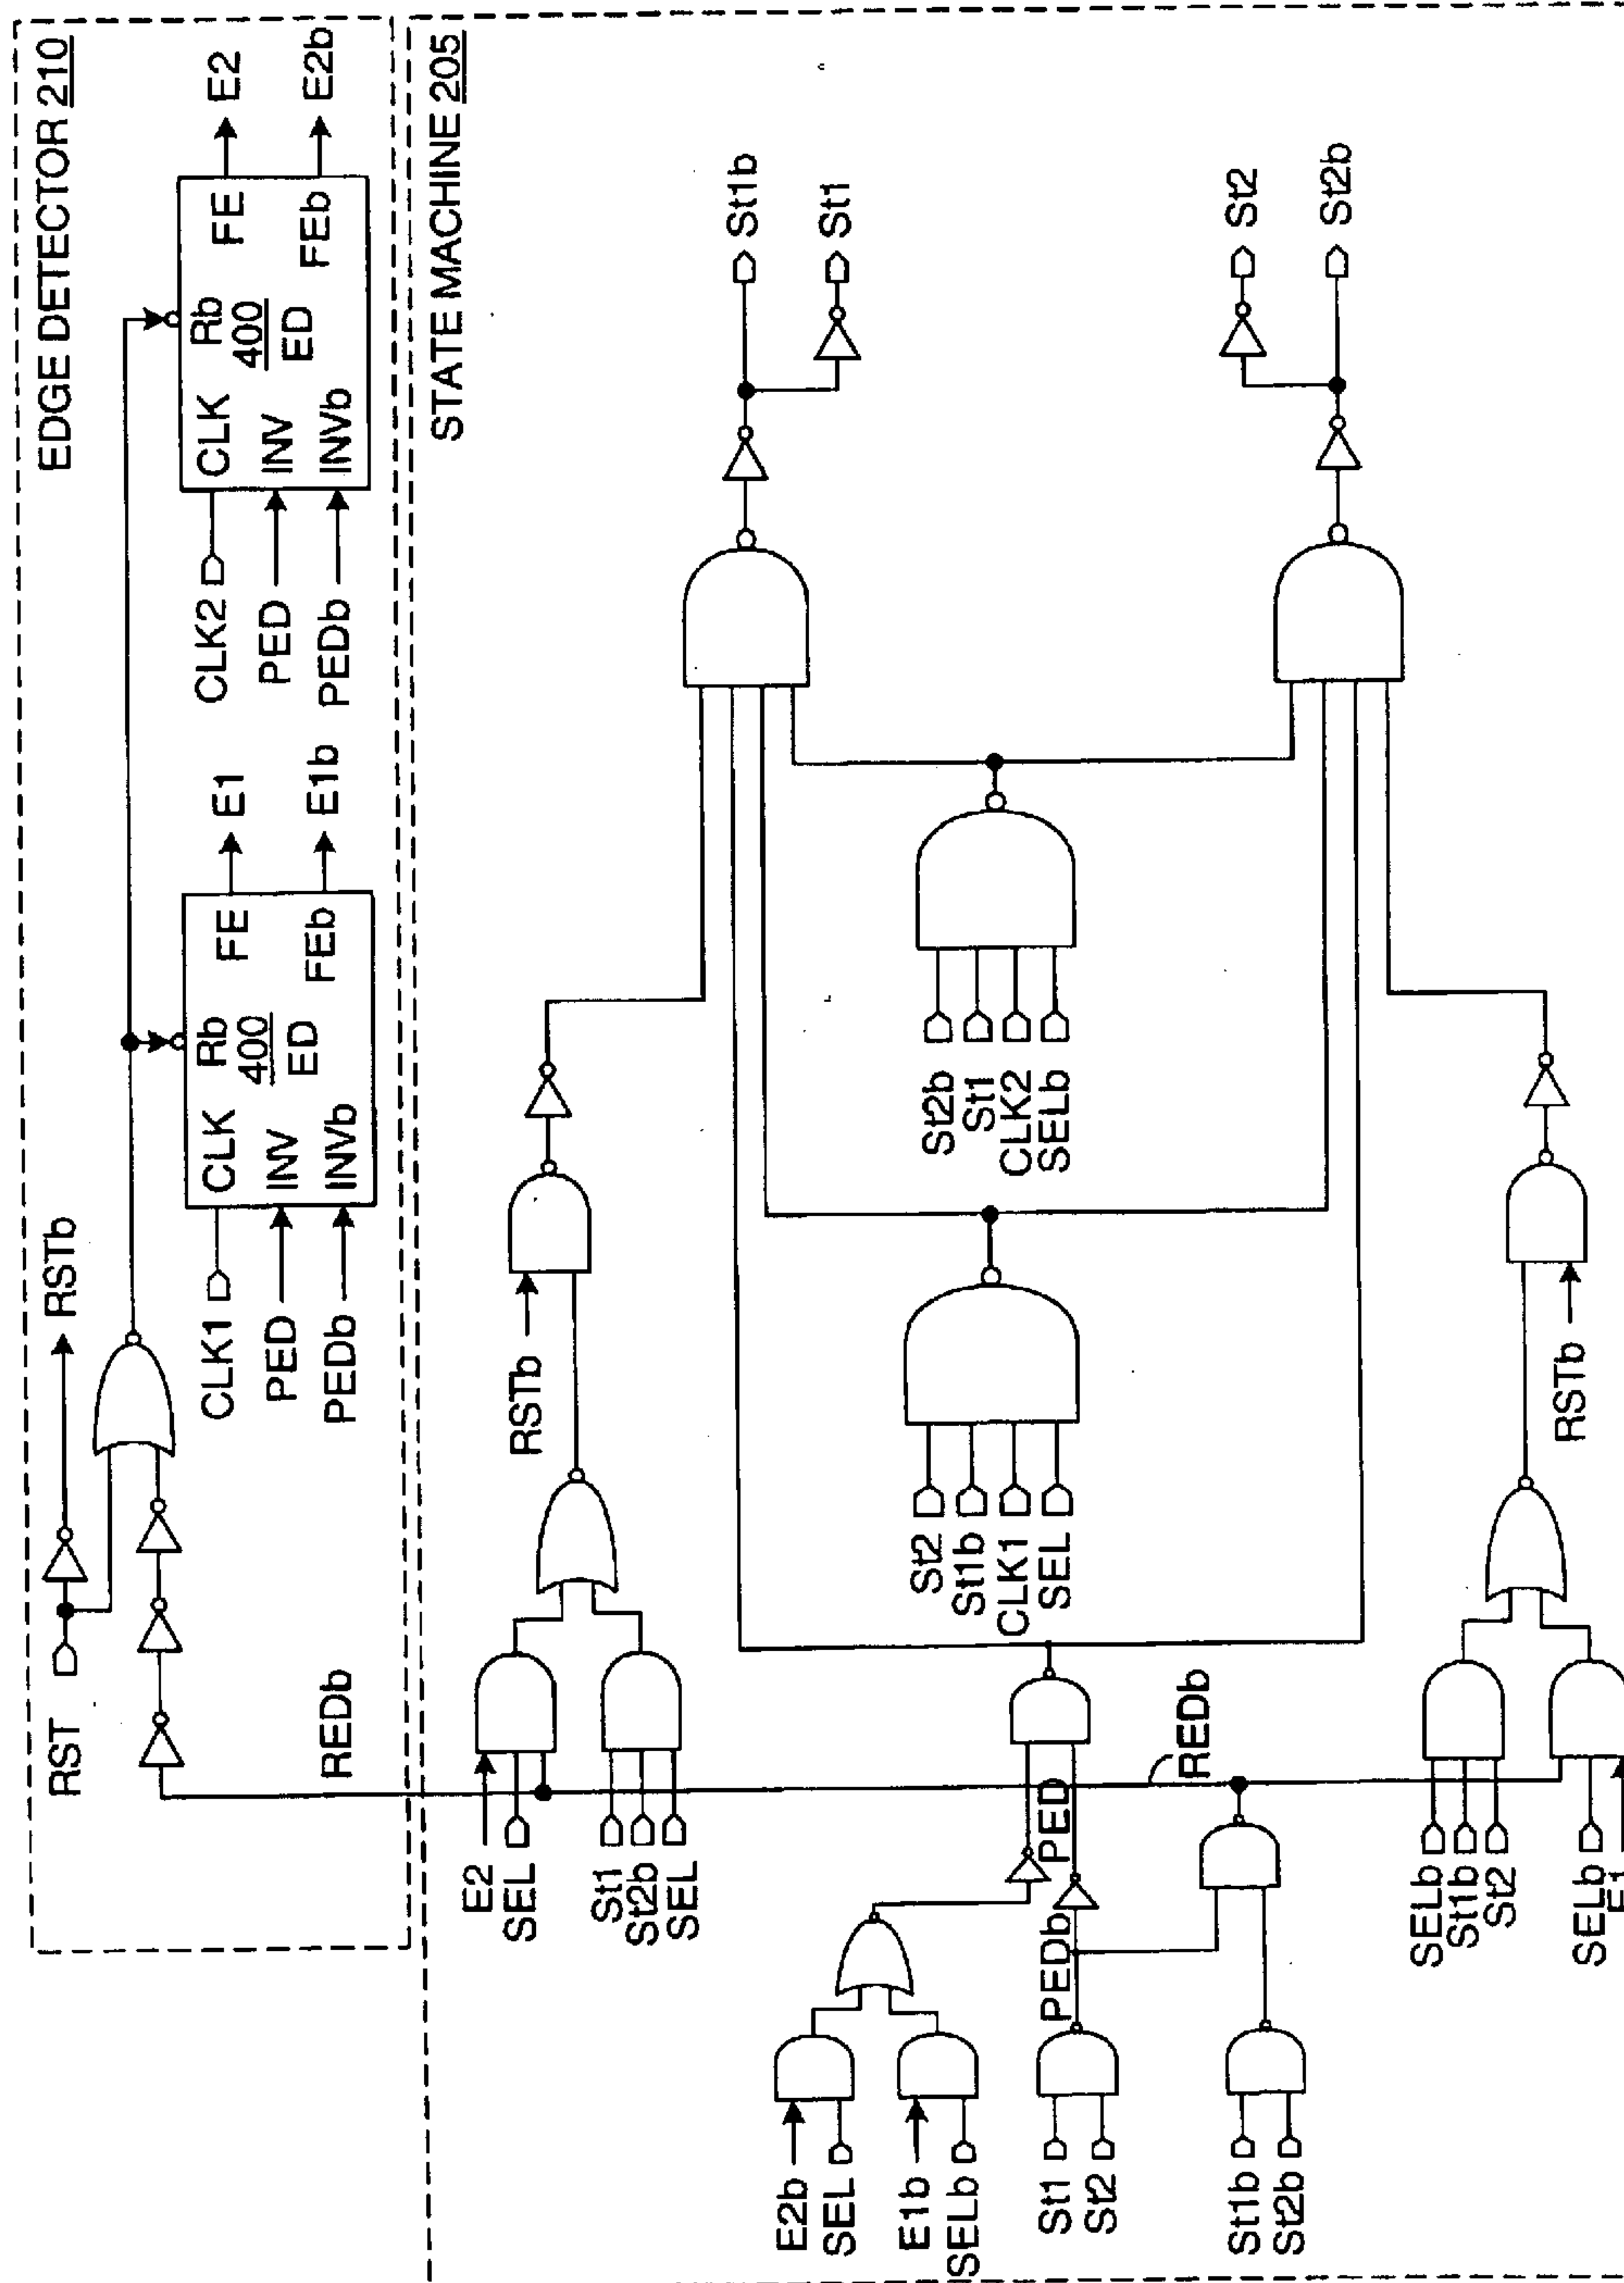 EDGE DETECTOR 210
RST
RSTb
REDb
CLK1
PED
PEDb
CLK
INV
INVb
Rb
400
ED
FE
FEb
E1
E1b
CLK2
PED
PEDb
CLK
INV
INVb
Rb
400
ED
FE
FEb
E2
E2b
STATE MACHINE 205
E2
SEL
St1
St2b
SEL
RSTb
E2b
SEL
E1b
SELb
St1
St2
St1b
St2b
PEDb
PED
REDb
St2
St1b
CLK1
SEL
St2b
St1
CLK2
SELb
SELb
St1b
St2
SELb
E1
RSTb
St1b
St1
St2
St2b